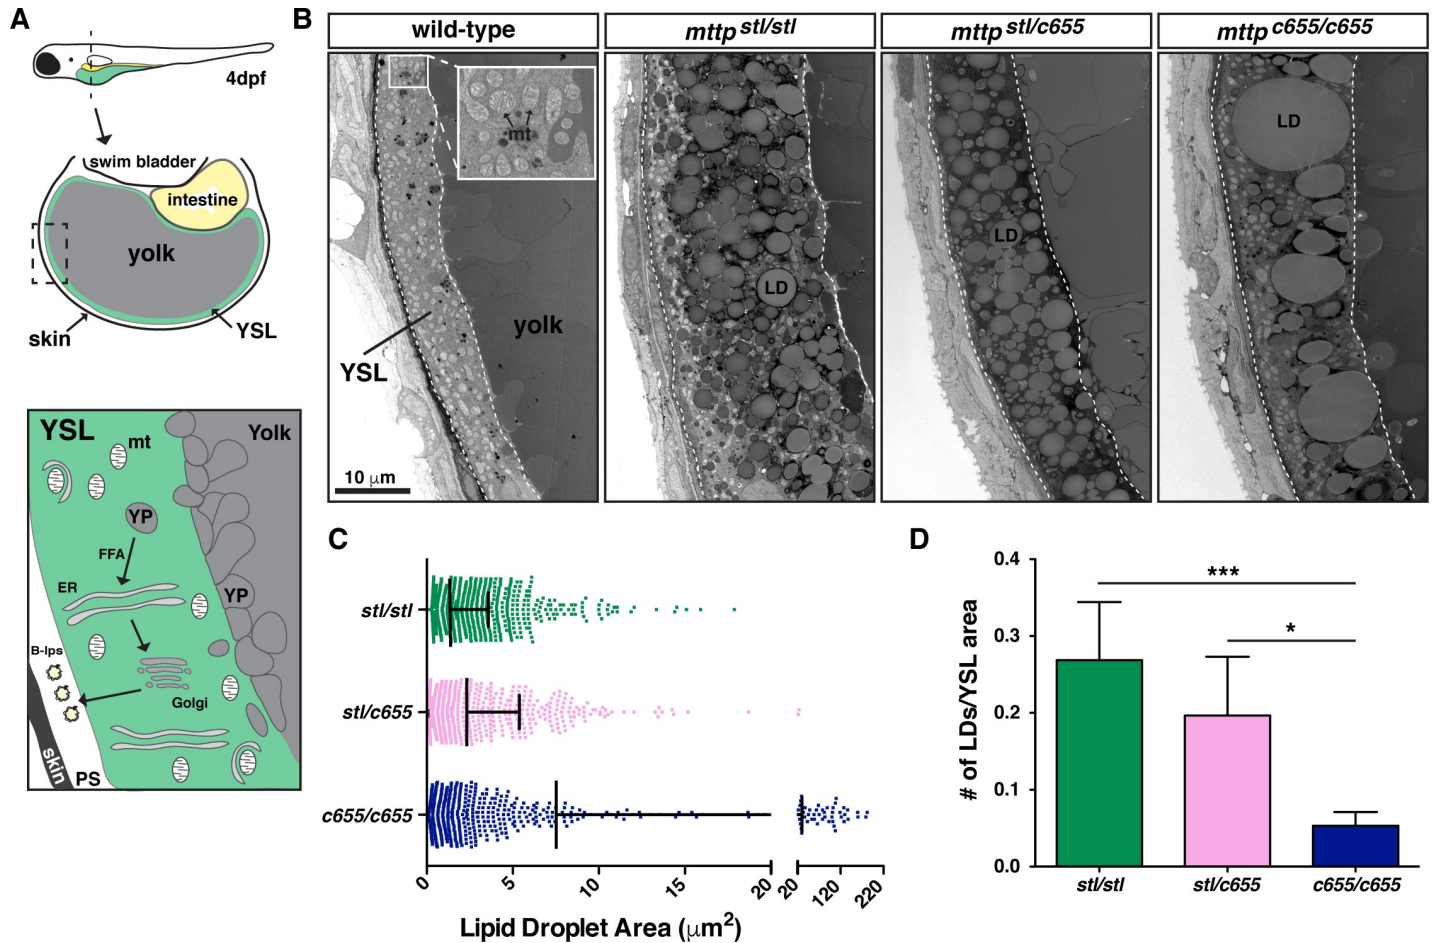 A
4dpf
swim bladder
intestine
yolk
skin
YSL
YSL
mt
Yolk
YP
FFA
ER
YP
B-lps
Golgi
skin
PS
B
wild-type
mttp stl/stl
mttp stl/c655
mttp c655/c655
mt
LD
LD
LD
yolk
YSL
10 μm
C
stl/stl
stl/c655
c655/c655
0
5
10
15
20
20
120
220
Lipid Droplet Area (μm²)
D
# of LDs/YSL area
0.4
0.3
0.2
0.1
0.0
***
*
stl/stl
stl/c655
c655/c655